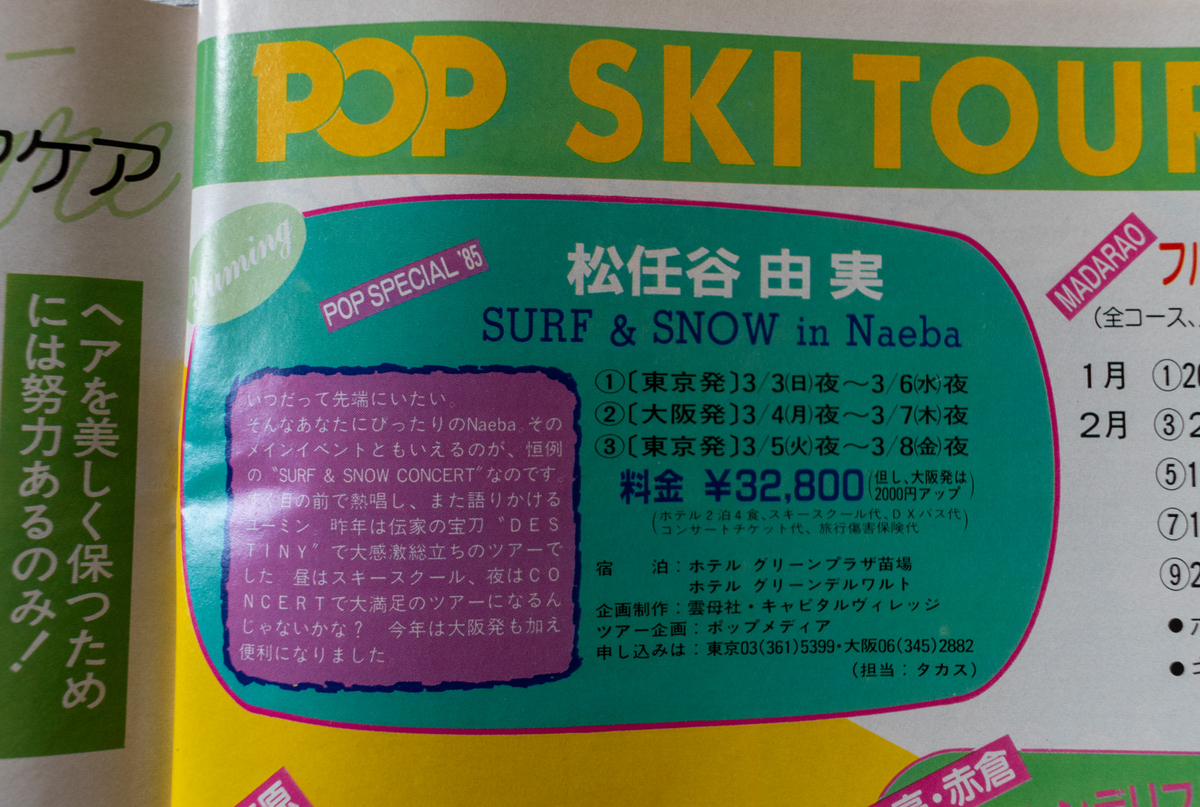 POP SKI TOUR
ケア
ヘアを美しく保つため
には努力あるのみ!
POP SPECIAL '85
松任谷由実
SURF & SNOW in Naeba
いつだって先端にいたい。
そんなあなたにぴったりのNaeba その
メインイベントともいえるのが、恒例
の“SURF & SNOW CONCERT”なのです。
目の前で熱唱し、また語りかける
ユーミン 昨年は伝家の宝刀“DES
TINY”で大感激総立ちのツアーで
した 昼はスキースクール、夜はCO
NCERTで大満足のツアーになるん
じゃないかな? 今年は大阪発も加え
便利になりました
①〔東京発〕3/3(日)夜〜3/6(水)夜
②〔大阪発〕3/4(月)夜〜3/7(木)夜
③〔東京発〕3/5(火)夜〜3/8(金)夜
料金 ¥32,800(但し、大阪発は
2000円アップ)
(ホテル2泊4食、スキースクール代、DXバス代
コンサートチケット代、旅行傷害保険代)
宿 泊:ホテル グリーンプラザ苗場
ホテル グリーンデルワルト
企画制作:雲母社・キャピタルヴィレッジ
ツアー企画:ポップメディア
申し込みは:東京03(361)5399・大阪06(345)2882
(担当:タカス)
MADARAO
(全コース、
1月 ①
2月 ③
⑤
⑦
⑨
原
・赤倉